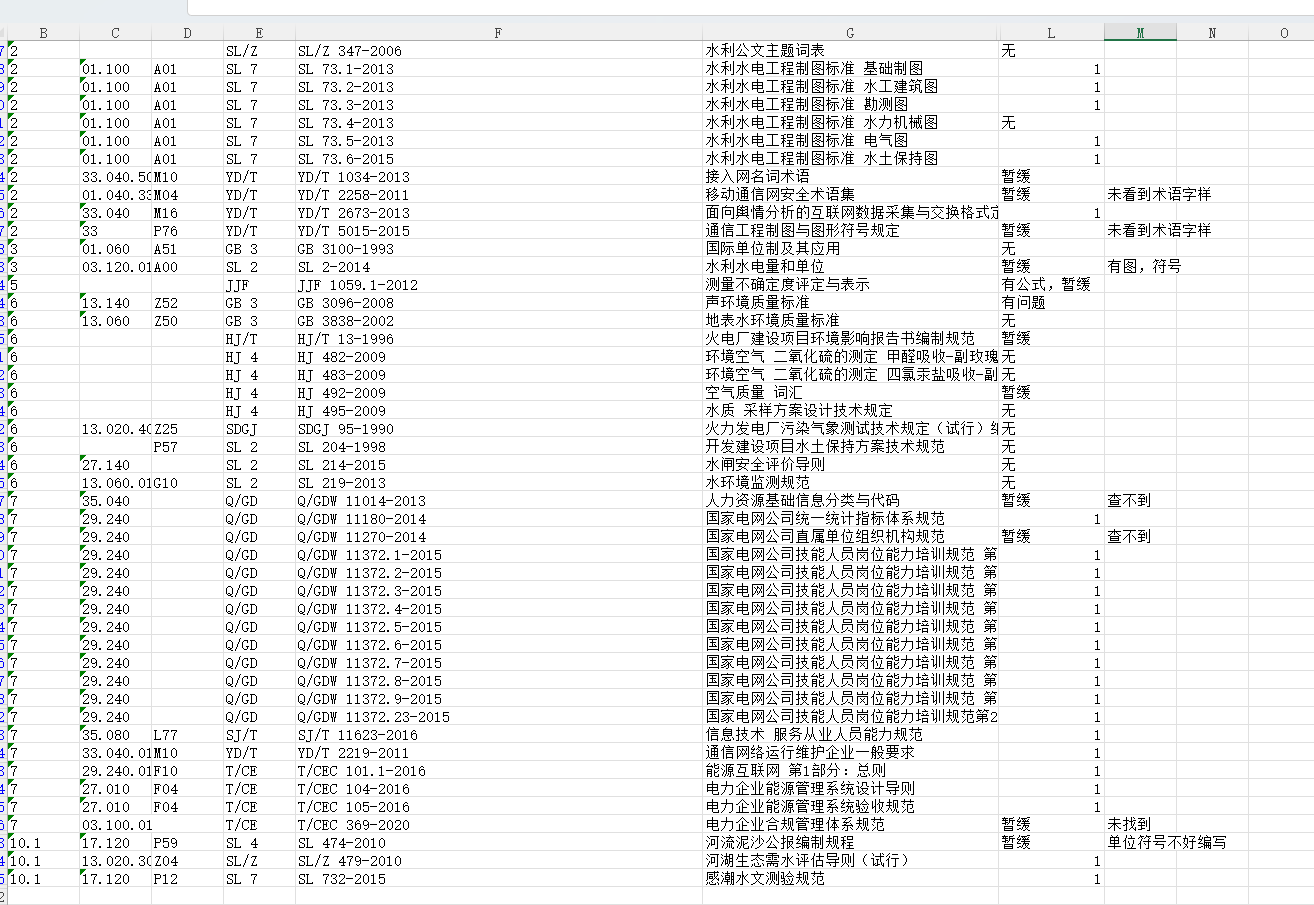 B C D E F G L M N O
2 SL/Z SL/Z 347-2006 水利公文主题词表 无
2 01.100 A01 SL 7 SL 73.1-2013 水利水电工程制图标准 基础制图 1
2 01.100 A01 SL 7 SL 73.2-2013 水利水电工程制图标准 水工建筑图 1
2 01.100 A01 SL 7 SL 73.3-2013 水利水电工程制图标准 勘测图 1
2 01.100 A01 SL 7 SL 73.4-2013 水利水电工程制图标准 水力机械图 无
2 01.100 A01 SL 7 SL 73.5-2013 水利水电工程制图标准 电气图 1
2 01.100 A01 SL 7 SL 73.6-2015 水利水电工程制图标准 水土保持图 1
2 33.040.50 M10 YD/T YD/T 1034-2013 接入网名词术语 暂缓
2 01.040.33 M04 YD/T YD/T 2258-2011 移动通信网安全术语集 暂缓 未看到术语字样
2 33.040 M16 YD/T YD/T 2673-2013 面向舆情分析的互联网数据采集与交换格式 1
2 33 P76 YD/T YD/T 5015-2015 通信工程制图与图形符号规定 暂缓 未看到术语字样
3 01.060 A51 GB 3 GB 3100-1993 国际单位制及其应用 无
3 03.120.01 A00 SL 2 SL 2-2014 水利水电量和单位 暂缓 有图，符号
5 JJF JJF 1059.1-2012 测量不确定度评定与表示 有公式，暂缓
6 13.140 Z52 GB 3 GB 3096-2008 声环境质量标准 有问题
6 13.060 Z50 GB 3 GB 3838-2002 地表水环境质量标准 无
6 HJ/T HJ/T 13-1996 火电厂建设项目环境影响报告书编制规范 暂缓
6 HJ 4 HJ 482-2009 环境空气 二氧化硫的测定 甲醛吸收-副玫瑰 无
6 HJ 4 HJ 483-2009 环境空气 二氧化硫的测定 四氯汞盐吸收-副 无
6 HJ 4 HJ 492-2009 空气质量 词汇 暂缓
6 HJ 4 HJ 495-2009 水质 采样方案设计技术规定 无
6 13.020.40 Z25 SDGJ SDGJ 95-1990 火力发电厂污染气象测试技术规定（试行） 无
6 P57 SL 2 SL 204-1998 开发建设项目水土保持方案技术规范 无
6 27.140 SL 2 SL 214-2015 水闸安全评价导则 无
6 13.060.01 G10 SL 2 SL 219-2013 水环境监测规范 无
7 35.040 Q/GD Q/GDW 11014-2013 人力资源基础信息分类与代码 暂缓 查不到
7 29.240 Q/GD Q/GDW 11180-2014 国家电网公司统一统计指标体系规范 1
7 29.240 Q/GD Q/GDW 11270-2014 国家电网公司直属单位组织机构规范 暂缓 查不到
7 29.240 Q/GD Q/GDW 11372.1-2015 国家电网公司技能人员岗位能力培训规范 第 1
7 29.240 Q/GD Q/GDW 11372.2-2015 国家电网公司技能人员岗位能力培训规范 第 1
7 29.240 Q/GD Q/GDW 11372.3-2015 国家电网公司技能人员岗位能力培训规范 第 1
7 29.240 Q/GD Q/GDW 11372.4-2015 国家电网公司技能人员岗位能力培训规范 第 1
7 29.240 Q/GD Q/GDW 11372.5-2015 国家电网公司技能人员岗位能力培训规范 第 1
7 29.240 Q/GD Q/GDW 11372.6-2015 国家电网公司技能人员岗位能力培训规范 第 1
7 29.240 Q/GD Q/GDW 11372.7-2015 国家电网公司技能人员岗位能力培训规范 第 1
7 29.240 Q/GD Q/GDW 11372.8-2015 国家电网公司技能人员岗位能力培训规范 第 1
7 29.240 Q/GD Q/GDW 11372.9-2015 国家电网公司技能人员岗位能力培训规范 第 1
7 29.240 Q/GD Q/GDW 11372.23-2015 国家电网公司技能人员岗位能力培训规范第2 1
7 35.080 L77 SJ/T SJ/T 11623-2016 信息技术 服务从业人员能力规范 1
7 33.040.01 M10 YD/T YD/T 2219-2011 通信网络运行维护企业一般要求 1
7 29.240.01 F10 T/CE T/CEC 101.1-2016 能源互联网 第1部分：总则 1
7 27.010 F04 T/CE T/CEC 104-2016 电力企业能源管理系统设计导则 1
7 27.010 F04 T/CE T/CEC 105-2016 电力企业能源管理系统验收规范 1
7 03.100.01 T/CE T/CEC 369-2020 电力企业合规管理体系规范 暂缓 未找到
10.1 17.120 P59 SL 4 SL 474-2010 河流泥沙公报编制规程 暂缓 单位符号不好编写
10.1 13.020.30 Z04 SL/Z SL/Z 479-2010 河湖生态需水评估导则（试行） 1
10.1 17.120 P12 SL 7 SL 732-2015 感潮水文测验规范 1